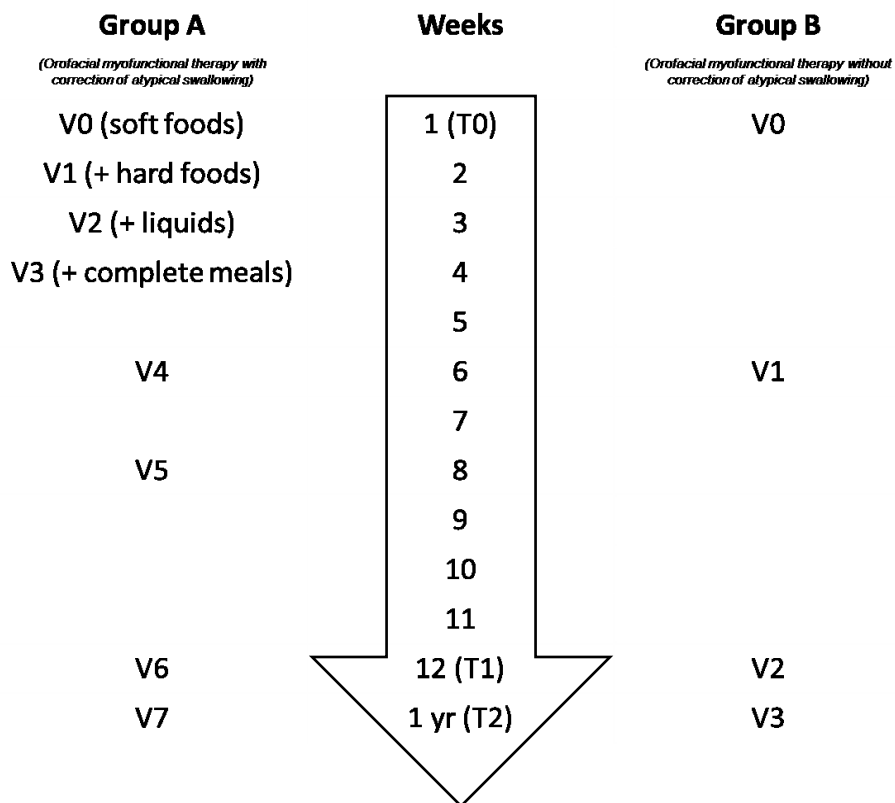 Group A Weeks Group B
(Orofacial myofunctional therapy with
correction of atypical swallowing)
(Orofacial myofunctional therapy without
correction of atypical swallowing)
V0 (soft foods) 1 (T0) V0
V1 (+ hard foods) 2
V2 (+ liquids) 3
V3 (+ complete meals) 4
5
V4 6 V1
7
V5 8
9
10
11
V6 12 (T1) V2
V7 1 yr (T2) V3